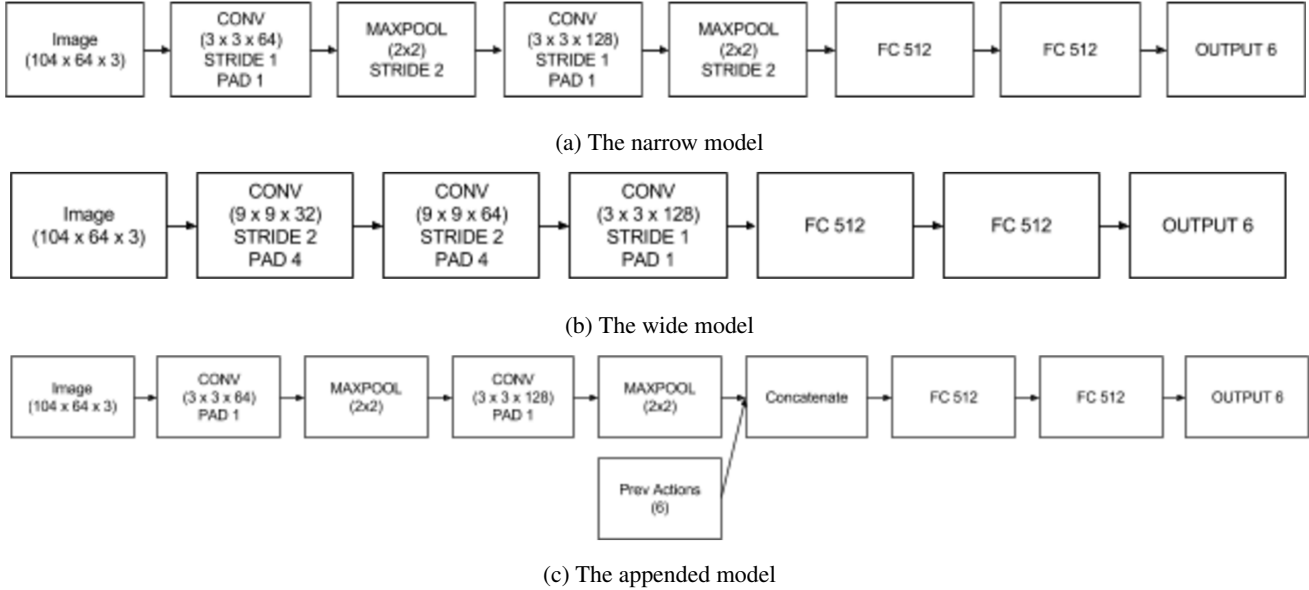 Image
(104 x 64 x 3)
CONV
(3 x 3 x 64)
STRIDE 1
PAD 1
MAXPOOL
(2x2)
STRIDE 2
CONV
(3 x 3 x 128)
STRIDE 1
PAD 1
MAXPOOL
(2x2)
STRIDE 2
FC 512
FC 512
OUTPUT 6
(a) The narrow model
Image
(104 x 64 x 3)
CONV
(9 x 9 x 32)
STRIDE 2
PAD 4
CONV
(9 x 9 x 64)
STRIDE 2
PAD 4
CONV
(3 x 3 x 128)
STRIDE 1
PAD 1
FC 512
FC 512
OUTPUT 6
(b) The wide model
Image
(104 x 64 x 3)
CONV
(3 x 3 x 64)
PAD 1
MAXPOOL
(2x2)
CONV
(3 x 3 x 128)
PAD 1
MAXPOOL
(2x2)
Concatenate
FC 512
FC 512
OUTPUT 6
Prev Actions
(6)
(c) The appended model